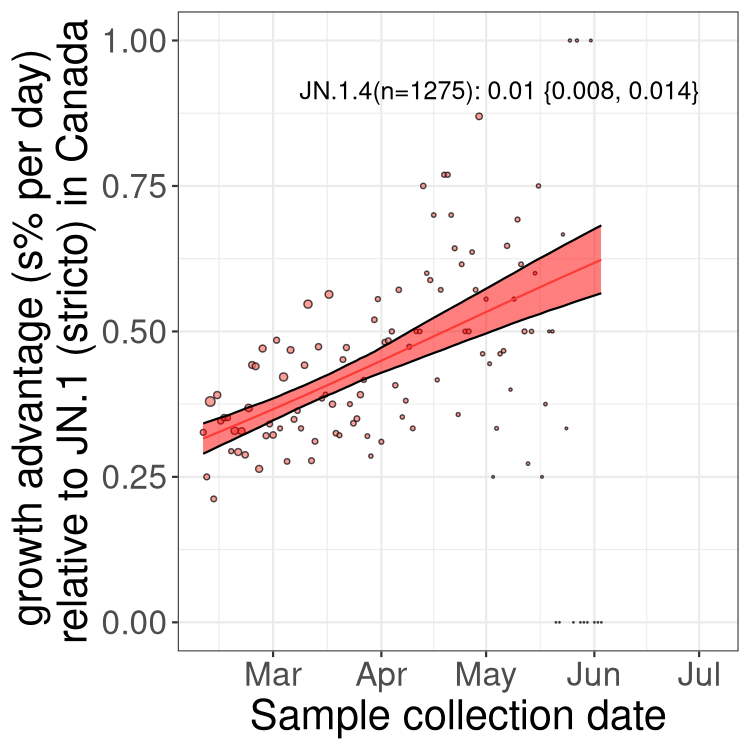 growth advantage (s% per day)
relative to JN.1 (stricto) in Canada
1.00
0.75
0.50
0.25
0.00
JN.1.4(n=1275): 0.01 {0.008, 0.014}
Mar Apr May Jun Jul
Sample collection date